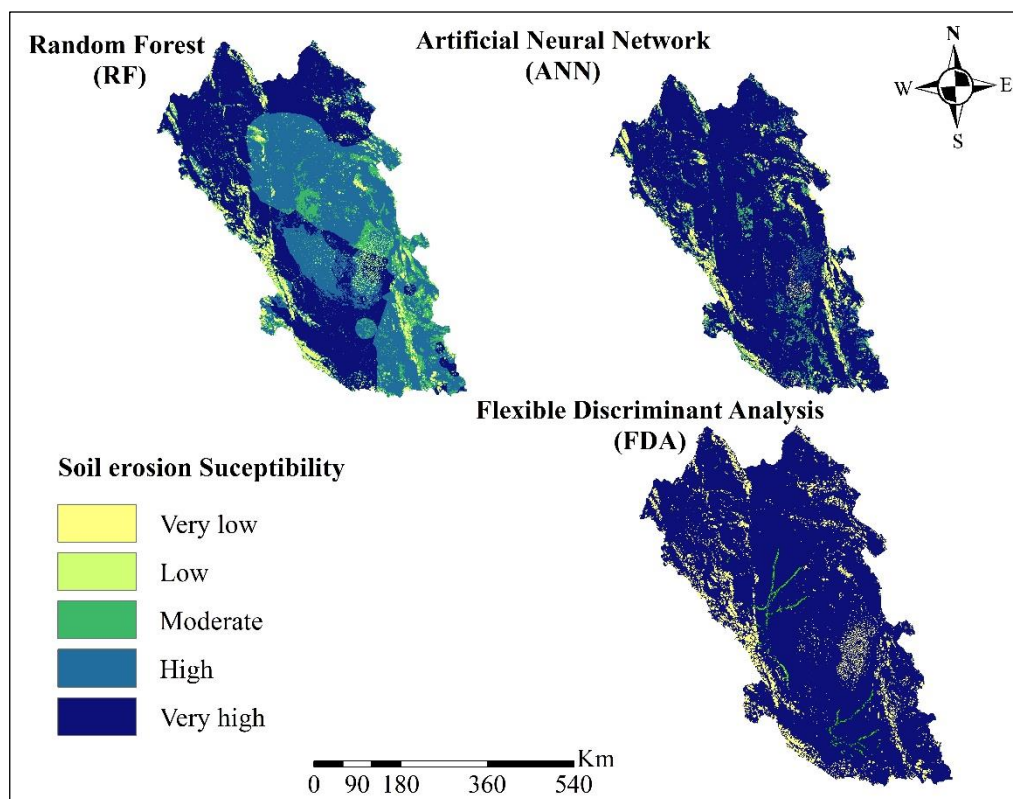 Random Forest
(RF)
Artificial Neural Network
(ANN)
N
W
E
S
Flexible Discriminant Analysis
(FDA)
Soil erosion Suceptibility
Very low
Low
Moderate
High
Very high
Km
0 90 180 360 540